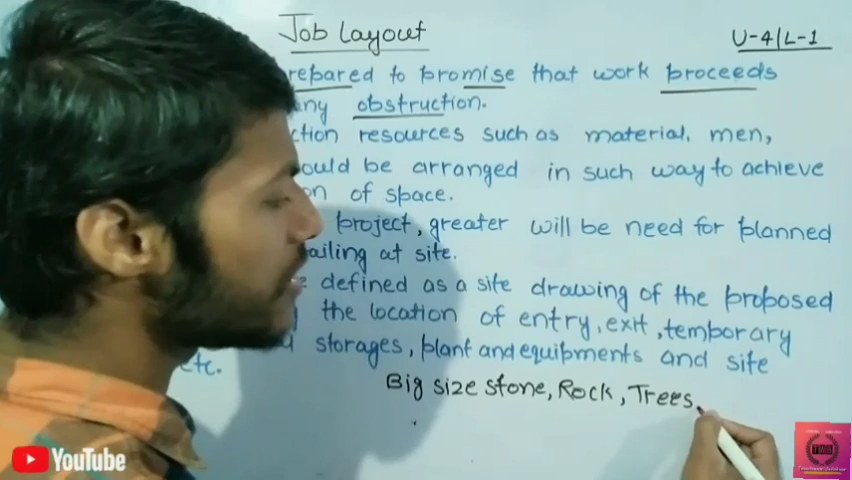 Job Layout
U-4/L-1
repared to promise that work proceeds
any obstruction.
ction resources such as material, men,
ould be arranged in such way to achieve
on of space.
project, greater will be need for planned
ailing at site.
defined as a site drawing of the proposed
the location of entry, exit, temporary
storages, plant and equipments and site
etc.
Big size stone, Rock, Trees
YouTube
TWB